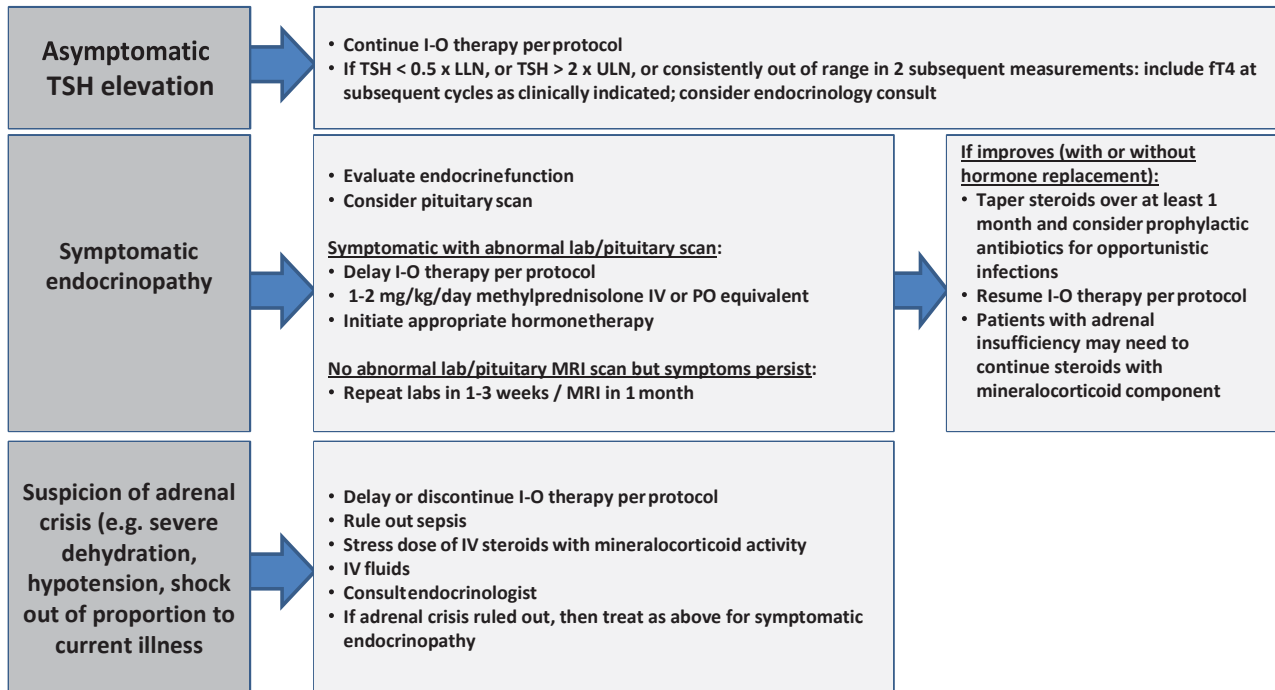 Asymptomatic
TSH elevation
• Continue I-O therapy per protocol
• If TSH < 0.5 x LLN, or TSH > 2 x ULN, or consistently out of range in 2 subsequent measurements: include fT4 at
subsequent cycles as clinically indicated; consider endocrinology consult
Symptomatic
endocrinopathy
• Evaluate endocrinefunction
• Consider pituitary scan
Symptomatic with abnormal lab/pituitary scan:
• Delay I-O therapy per protocol
• 1-2 mg/kg/day methylprednisolone IV or PO equivalent
• Initiate appropriate hormonetherapy
No abnormal lab/pituitary MRI scan but symptoms persist:
• Repeat labs in 1-3 weeks / MRI in 1 month
If improves (with or without
hormone replacement):
• Taper steroids over at least 1
month and consider prophylactic
antibiotics for opportunistic
infections
• Resume I-O therapy per protocol
• Patients with adrenal
insufficiency may need to
continue steroids with
mineralocorticoid component
Suspicion of adrenal
crisis (e.g. severe
dehydration,
hypotension, shock
out of proportion to
current illness
• Delay or discontinue I-O therapy per protocol
• Rule out sepsis
• Stress dose of IV steroids with mineralocorticoid activity
• IV fluids
• Consultendocrinologist
• If adrenal crisis ruled out, then treat as above for symptomatic
endocrinopathy